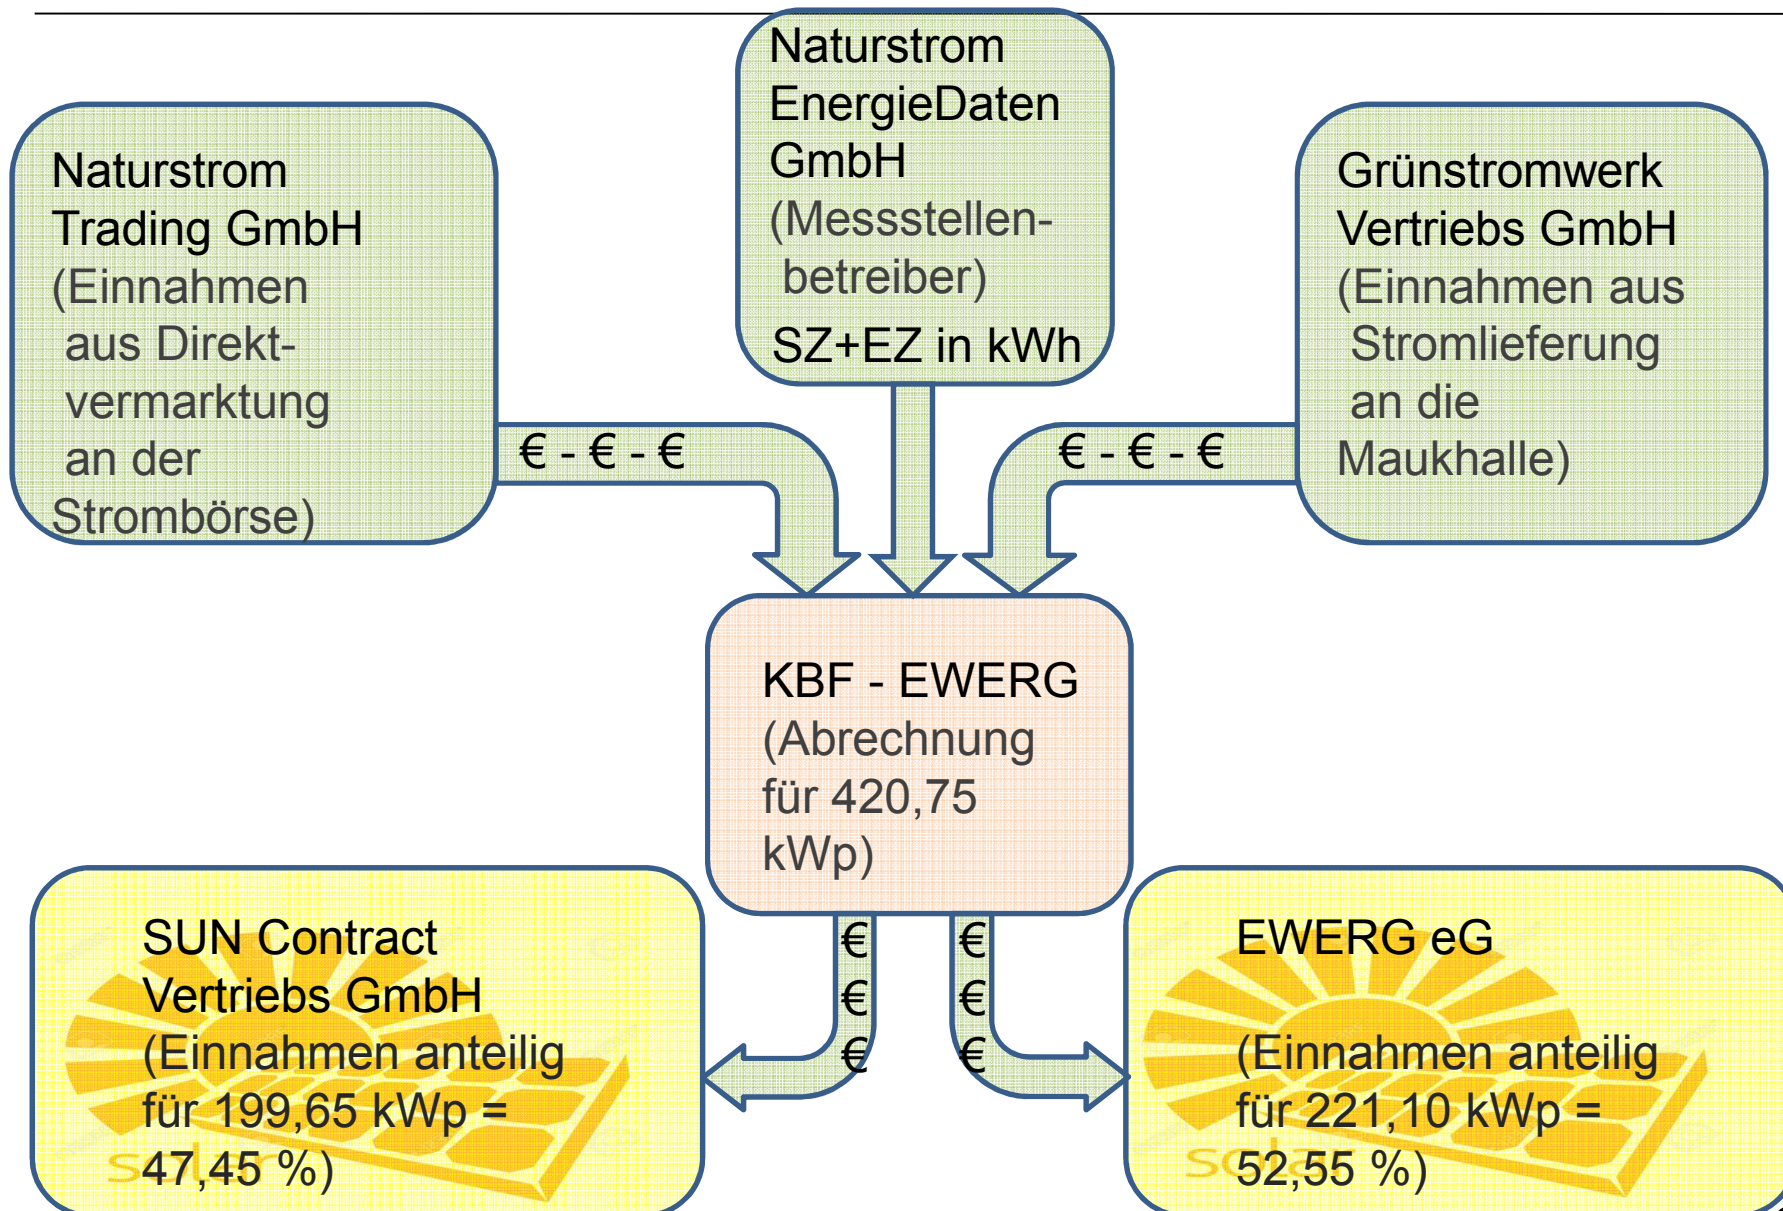 Naturstrom
EnergieDaten
GmbH
(Messstellen-
betreiber)
SZ+EZ in kWh
Naturstrom
Trading GmbH
(Einnahmen
aus Direkt-
vermarktung
an der
Strombörse)
Grünstromwerk
Vertriebs GmbH
(Einnahmen aus
Stromlieferung
an die
Maukhalle)
€ - € - €
€ - € - €
KBF - EWERG
(Abrechnung
für 420,75
kWp)
€
€
€
€
€
€
SUN Contract
Vertriebs GmbH
(Einnahmen anteilig
für 199,65 kWp =
47,45 %)
solar
EWERG eG
(Einnahmen anteilig
für 221,10 kWp =
52,55 %)
solar